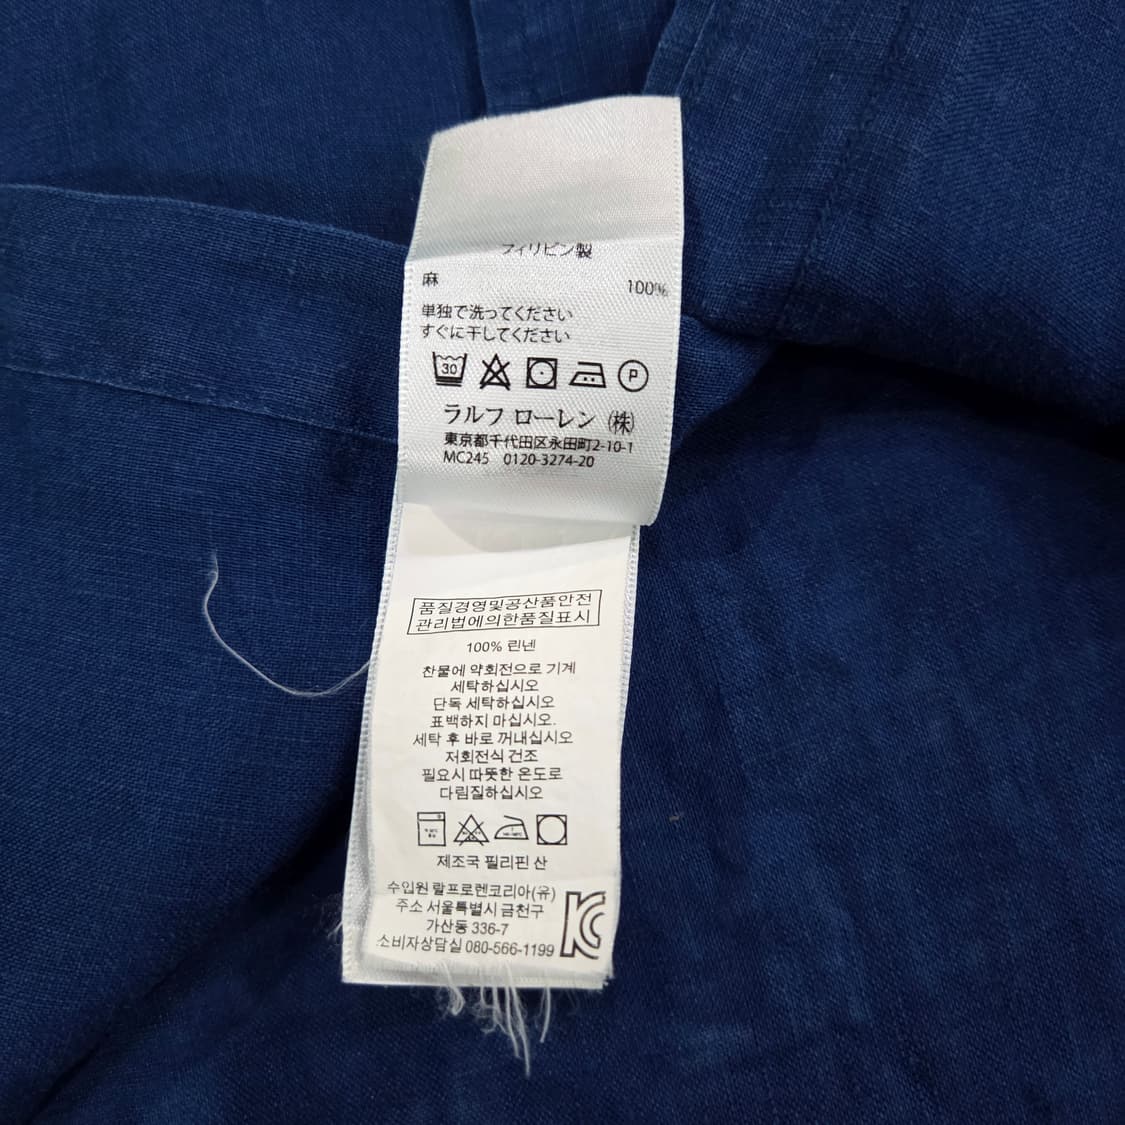 フィリピン製
麻 100%
単独で洗ってください
すぐに干してください
30 P
ラルフ ローレン (株)
東京都千代田区永田町2-10-1
MC245 0120-3274-20
품질경영및공산품안전
관리법에의한품질표시
100% 린넨
찬물에 약회전으로 기계
세탁하십시오
단독 세탁하십시오
표백하지 마십시오.
세탁 후 바로 꺼내십시오
저회전식 건조
필요시 따뜻한 온도로
다림질하십시오
제조국 필리핀 산
수입원 랄프로렌코리아(유)
주소 서울특별시 금천구
가산동 336-7
소비자상담실 080-566-1199